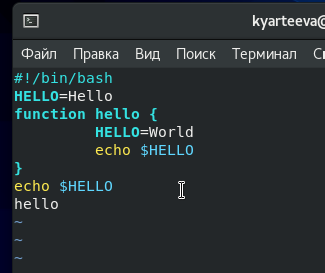 kyarteeva@
Файл Правка Вид Поиск Терминал
#!/bin/bash
HELLO=Hello
function hello {
        HELLO=World
        echo $HELLO
}
echo $HELLO
hello
~
~
~